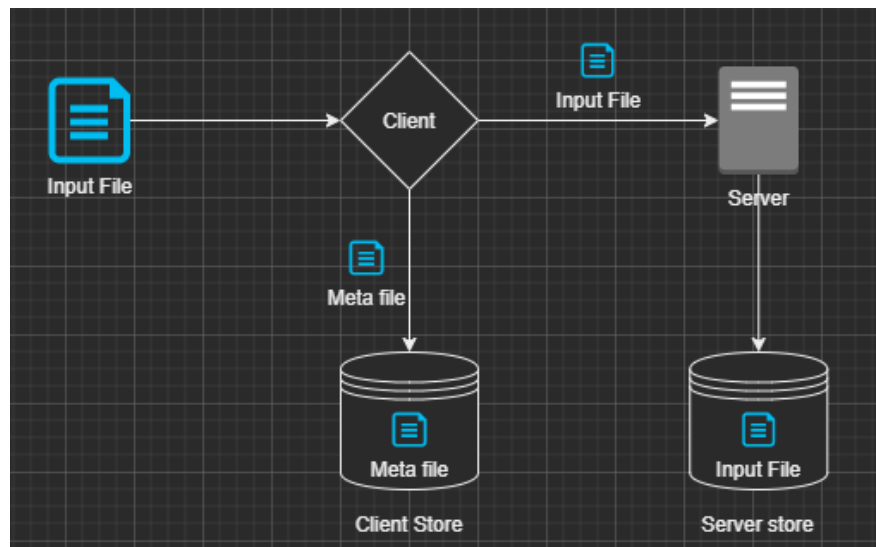 Input File
Client
Input File
Server
Meta file
Meta file
Input File
Client Store
Server store